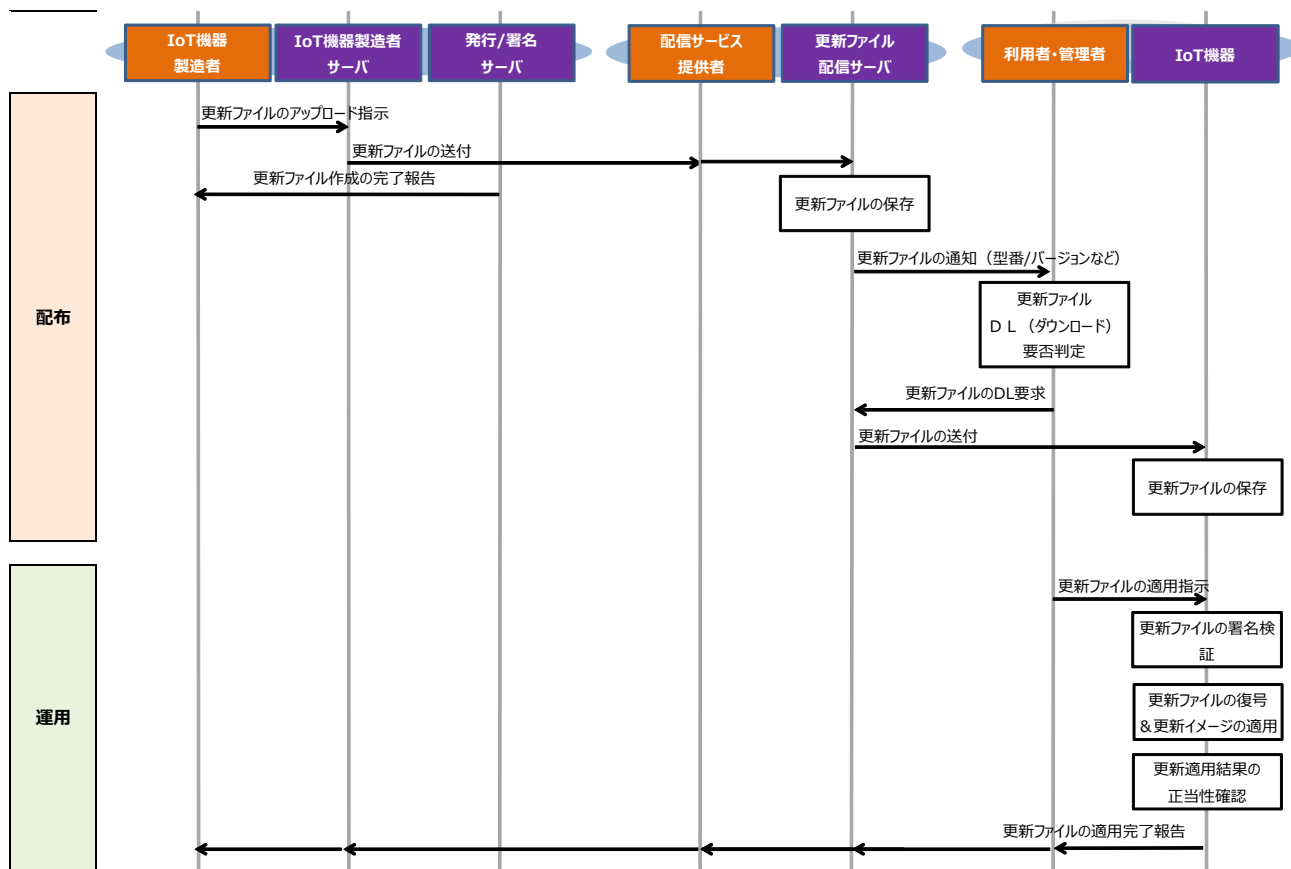 IoT機器
製造者
IoT機器製造者
サーバ
発行/署名
サーバ
配信サービス
提供者
更新ファイル
配信サーバ
利用者・管理者
IoT機器
配布
更新ファイルのアップロード指示
更新ファイルの送付
更新ファイル作成の完了報告
更新ファイルの保存
更新ファイルの通知（型番/バージョンなど）
更新ファイル
ＤＬ（ダウンロード）
要否判定
更新ファイルのDL要求
更新ファイルの送付
更新ファイルの保存
運用
更新ファイルの適用指示
更新ファイルの署名検
証
更新ファイルの復号
＆更新イメージの適用
更新適用結果の
正当性確認
更新ファイルの適用完了報告